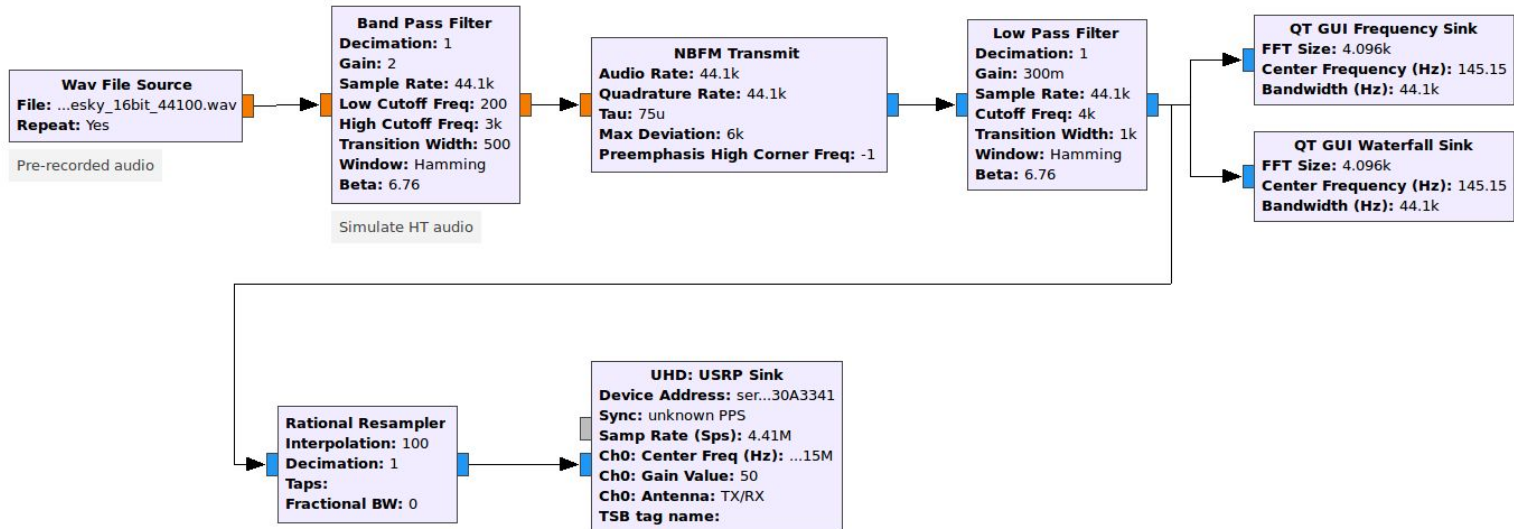 Wav File Source
File: ...esky_16bit_44100.wav
Repeat: Yes
Pre-recorded audio
Band Pass Filter
Decimation: 1
Gain: 2
Sample Rate: 44.1k
Low Cutoff Freq: 200
High Cutoff Freq: 3k
Transition Width: 500
Window: Hamming
Beta: 6.76
Simulate HT audio
NBFM Transmit
Audio Rate: 44.1k
Quadrature Rate: 44.1k
Tau: 75u
Max Deviation: 6k
Preemphasis High Corner Freq: -1
Low Pass Filter
Decimation: 1
Gain: 300m
Sample Rate: 44.1k
Cutoff Freq: 4k
Transition Width: 1k
Window: Hamming
Beta: 6.76
QT GUI Frequency Sink
FFT Size: 4.096k
Center Frequency (Hz): 145.15
Bandwidth (Hz): 44.1k
QT GUI Waterfall Sink
FFT Size: 4.096k
Center Frequency (Hz): 145.15
Bandwidth (Hz): 44.1k
Rational Resampler
Interpolation: 100
Decimation: 1
Taps:
Fractional BW: 0
UHD: USRP Sink
Device Address: ser...30A3341
Sync: unknown PPS
Samp Rate (Sps): 4.41M
Ch0: Center Freq (Hz): ...15M
Ch0: Gain Value: 50
Ch0: Antenna: TX/RX
TSB tag name: